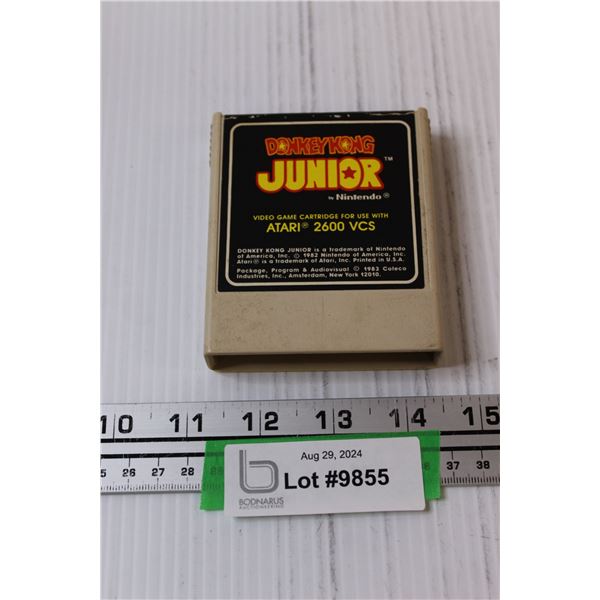 DONKEY KONG
JUNIOR™
by Nintendo®
VIDEO GAME CARTRIDGE FOR USE WITH
ATARI® 2600 VCS
DONKEY KONG JUNIOR is a trademark of Nintendo
of America, Inc. © 1982 Nintendo of America, Inc.
Atari® is a trademark of Atari, Inc. Printed in U.S.A.
Package, Program & Audiovisual © 1983 Coleco
Industries, Inc., Amsterdam, New York 12010.
10 11 12 13 14 15
26 27 28 37 38
Aug 29, 2024
Lot #9855
b
BODNARUS
AUCTIONEERING